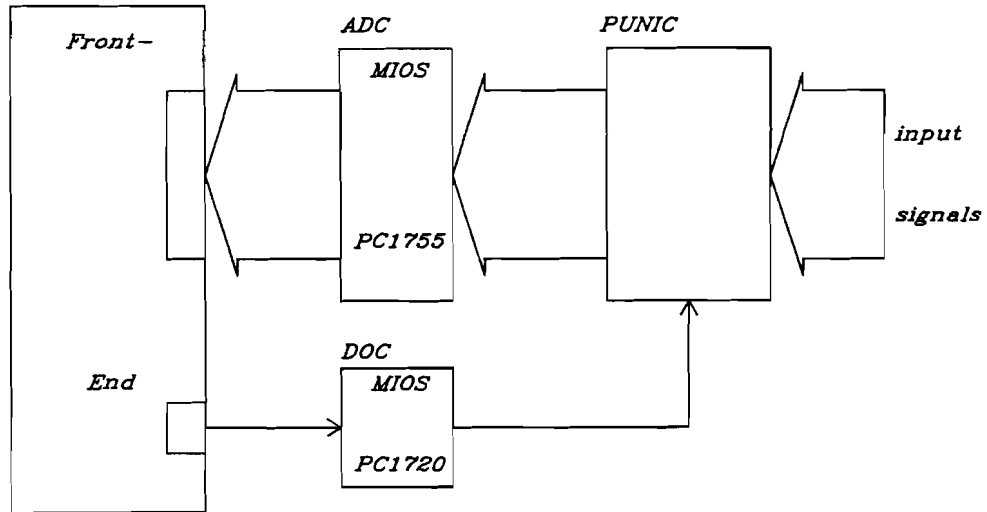 Front-
End
ADC
MIOS
PC1755
DOC
MIOS
PC1720
PUNIC
input
signals